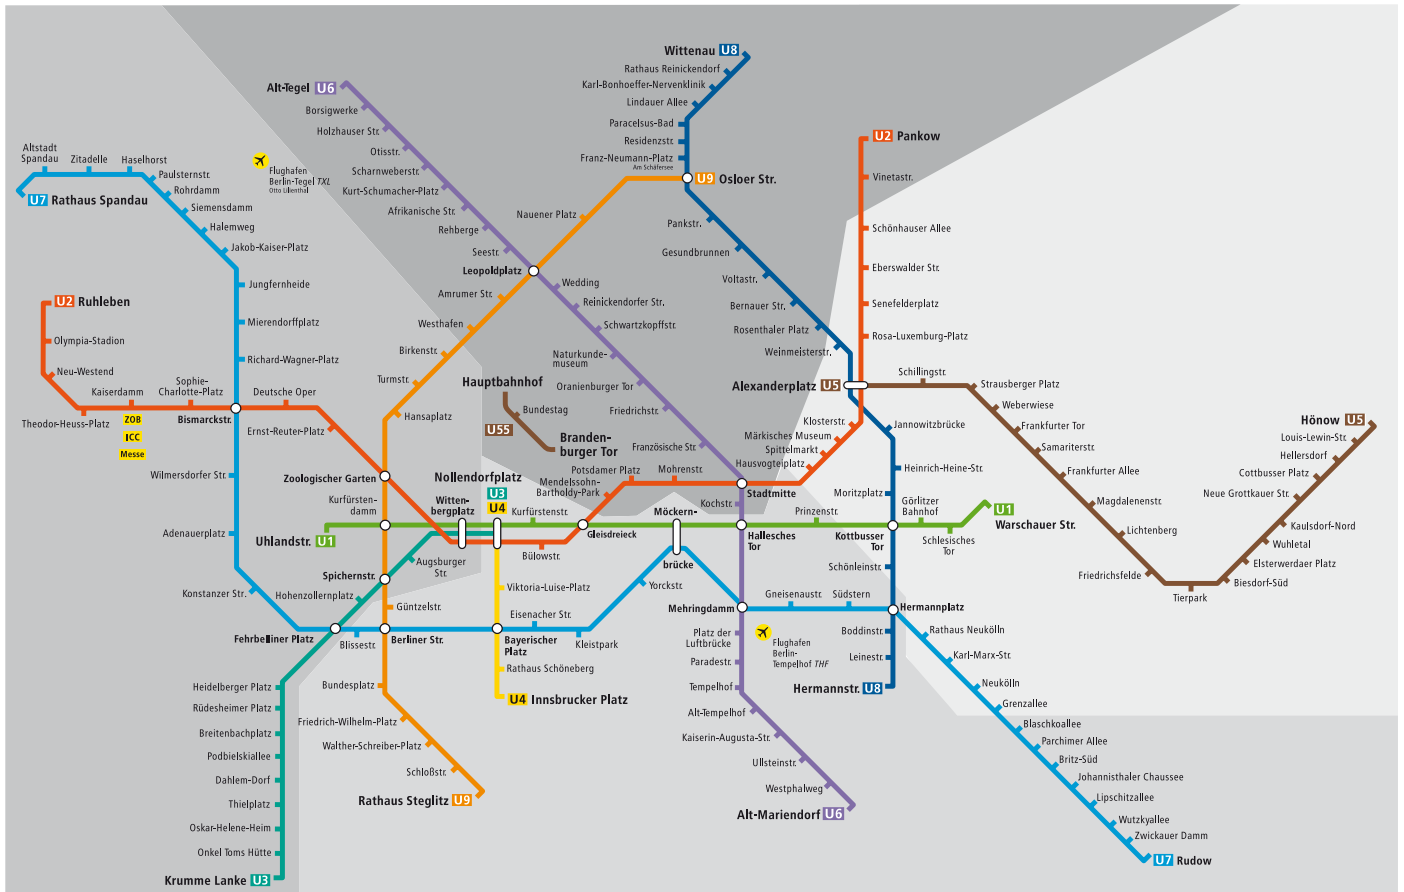 Wittenau U8
Rathaus Reinickendorf
Karl-Bonhoeffer-Nervenklinik
Lindauer Allee
Paracelsus-Bad
Residenzstr.
Franz-Neumann-Platz
Am Schäfersee
U9 Osloer Str.
Pankstr.
Gesundbrunnen
Voltastr.
Bernauer Str.
Rosenthaler Platz
Weinmeisterstr.
Alt-Tegel U6
Borsigwerke
Holzhauser Str.
Otisstr.
Scharnweberstr.
Kurt-Schumacher-Platz
Afrikanische Str.
Rehberge
Seestr.
Leopoldplatz
Wedding
Reinickendorfer Str.
Schwartzkopffstr.
Naturkunde-
museum
Oranienburger Tor
Friedrichstr.
Französische Str.
Nauener Platz
Amrumer Str.
Westhafen
Birkenstr.
Turmstr.
Hansaplatz
U2 Pankow
Vinetastr.
Schönhauser Allee
Eberswalder Str.
Senefelderplatz
Rosa-Luxemburg-Platz
Altstadt
Spandau
Zitadelle
Haselhorst
Paulsternstr.
Rohrdamm
Siemensdamm
Halemweg
Jakob-Kaiser-Platz
U7 Rathaus Spandau
Flughafen
Berlin-Tegel TXL
Otto Lilienthal
Jungfernheide
Mierendorffplatz
Richard-Wagner-Platz
U2 Ruhleben
Olympia-Stadion
Neu-Westend
Theodor-Heuss-Platz
Kaiserdamm
ZOB
ICC
Messe
Sophie-
Charlotte-Platz
Bismarckstr.
Deutsche Oper
Ernst-Reuter-Platz
Zoologischer Garten
Wilmersdorfer Str.
Adenauerplatz
Konstanzer Str.
Hauptbahnhof
Bundestag
U55
Branden-
burger Tor
Alexanderplatz U5
Schillingstr.
Strausberger Platz
Weberwiese
Frankfurter Tor
Samariterstr.
Frankfurter Allee
Magdalenenstr.
Lichtenberg
Friedrichsfelde
Tierpark
Biesdorf-Süd
Elsterwerdaer Platz
Wuhletal
Kaulsdorf-Nord
Neue Grottkauer Str.
Cottbusser Platz
Hellersdorf
Louis-Lewin-Str.
Hönow U5
Klosterstr.
Märkisches Museum
Spittelmarkt
Hausvogteiplatz
Stadtmitte
Mohrenstr.
Potsdamer Platz
Mendelssohn-
Bartholdy-Park
Gleisdreieck
Bülowstr.
Nollendorfplatz
U3
U4
Witten-
bergplatz
Kurfürsten-
damm
Uhlandstr. U1
Kurfürstenstr.
Möckern-
brücke
Kochstr.
Hallesches
Tor
Prinzenstr.
Jannowitzbrücke
Heinrich-Heine-Str.
Moritzplatz
Kottbusser
Tor
Görlitzer
Bahnhof
Schlesisches
Tor
U1
Warschauer Str.
Schönleinstr.
Hermannplatz
Boddinstr.
Leinestr.
Hermannstr. U8
Augsburger
Str.
Spichernstr.
Hohenzollernplatz
Fehrbelliner Platz
Blissestr.
Güntzelstr.
Berliner Str.
Viktoria-Luise-Platz
Eisenacher Str.
Bayerischer
Platz
Kleistpark
Yorckstr.
Rathaus Schöneberg
U4 Innsbrucker Platz
Mehringdamm
Gneisenaustr.
Südstern
Platz der
Luftbrücke
Flughafen
Berlin-
Tempelhof THF
Paradestr.
Tempelhof
Alt-Tempelhof
Kaiserin-Augusta-Str.
Ullsteinstr.
Westphalweg
Alt-Mariendorf U6
Rathaus Neukölln
Karl-Marx-Str.
Neukölln
Grenzallee
Blaschkoallee
Parchimer Allee
Britz-Süd
Johannisthaler Chaussee
Lipschitzallee
Wutzkyallee
Zwickauer Damm
U7 Rudow
Bundesplatz
Friedrich-Wilhelm-Platz
Walther-Schreiber-Platz
Schloßstr.
Rathaus Steglitz U9
Heidelberger Platz
Rüdesheimer Platz
Breitenbachplatz
Podbielskiallee
Dahlem-Dorf
Thielplatz
Oskar-Helene-Heim
Onkel Toms Hütte
Krumme Lanke U3